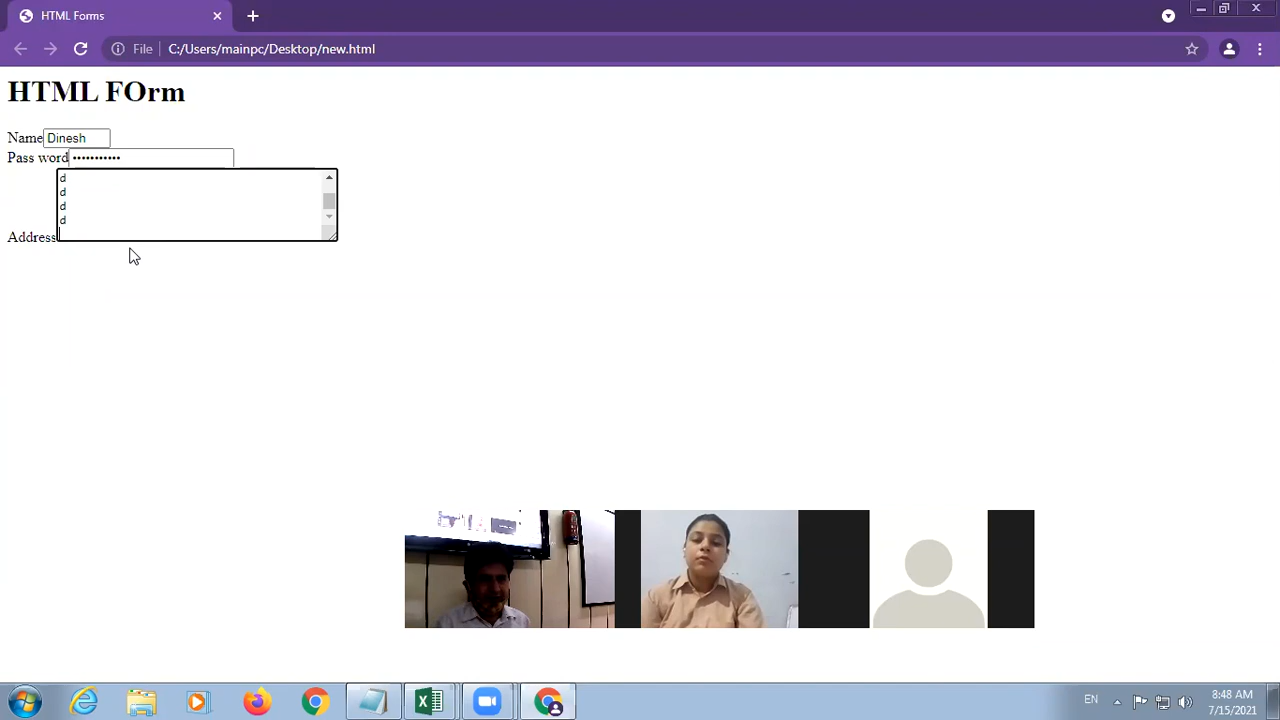 HTML Forms
File
C:/Users/mainpc/Desktop/new.html
HTML FOrm
Name Dinesh
Pass word •••••••••••
d
d
d
d
Address
EN
8:48 AM
7/15/2021